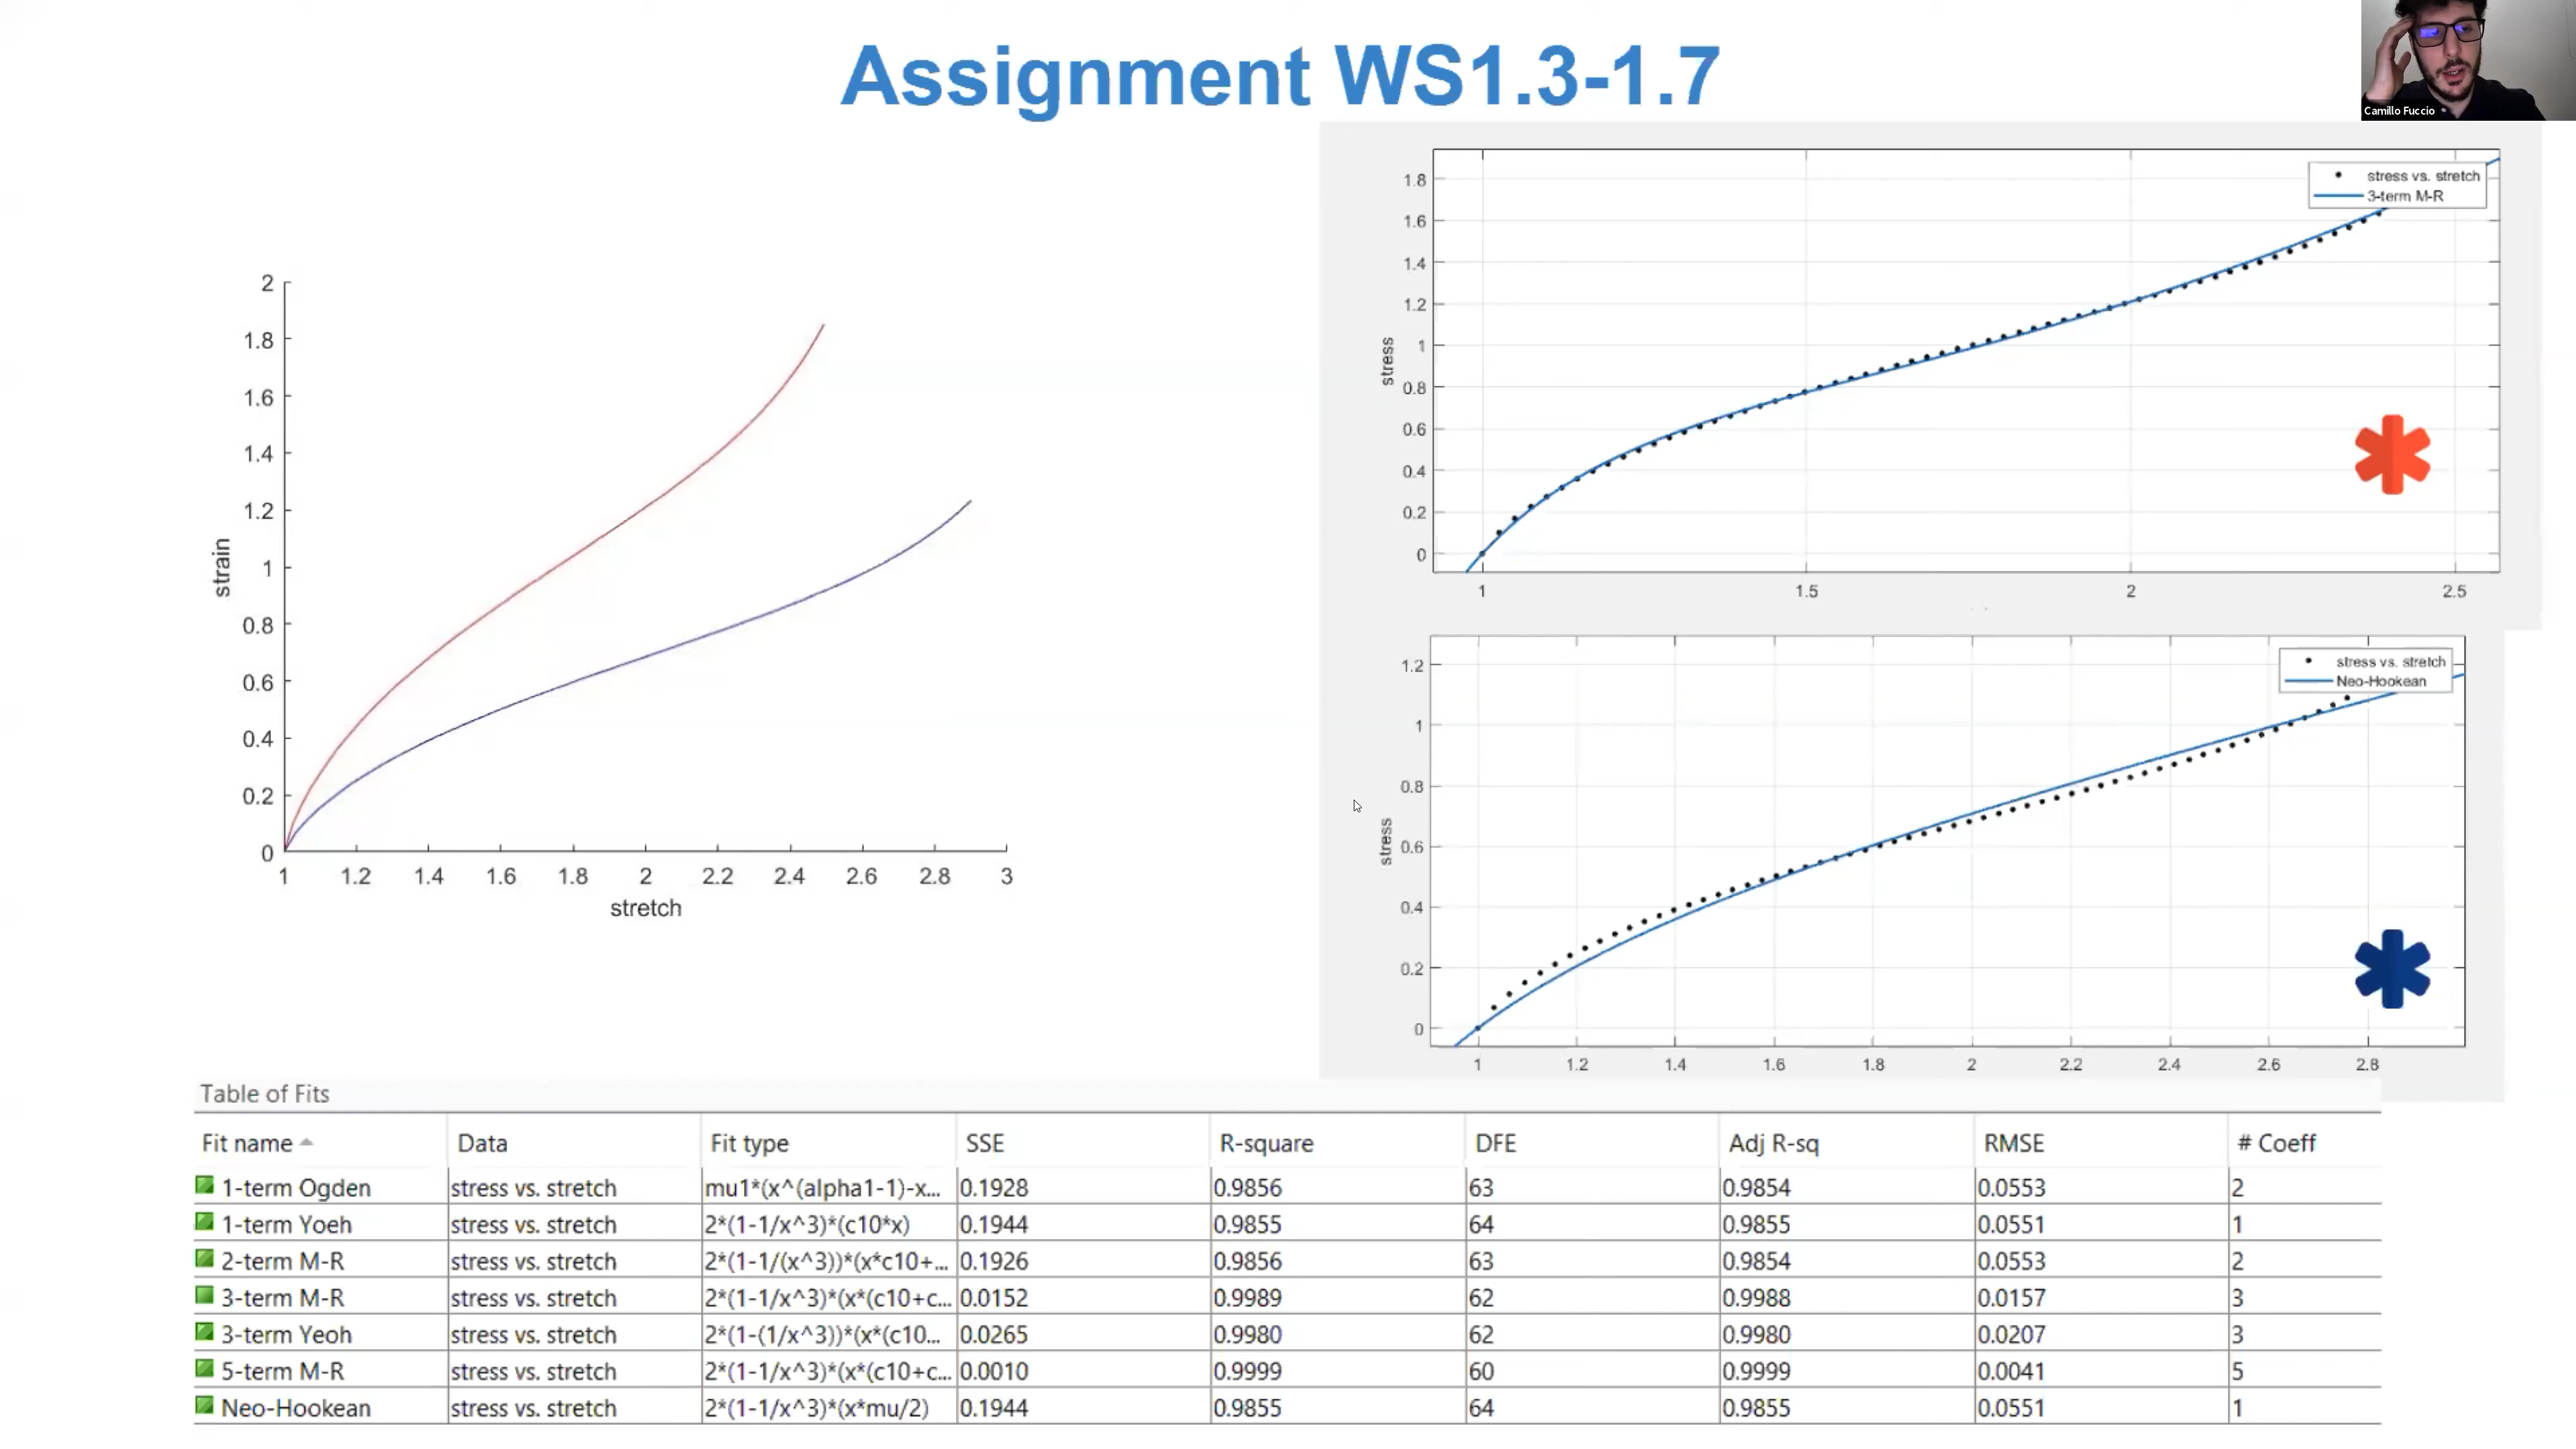 Assignment WS1.3-1.7
Camillo Fuccio
2
1.8
1.6
1.4
1.2
1
0.8
0.6
0.4
0.2
0
strain
1 1.2 1.4 1.6 1.8 2 2.2 2.4 2.6 2.8 3
stretch
stress vs. stretch
3-term M-R
1.8
1.6
1.4
1.2
1
0.8
0.6
0.4
0.2
0
stress
1 1.5 2 2.5
stress vs. stretch
Neo-Hookean
1.2
1
0.8
0.6
0.4
0.2
0
stress
1 1.2 1.4 1.6 1.8 2 2.2 2.4 2.6 2.8
Table of Fits
Fit name Data Fit type SSE R-square DFE Adj R-sq RMSE # Coeff
1-term Ogden stress vs. stretch mu1*(x^(alpha1-1)-x... 0.1928 0.9856 63 0.9854 0.0553 2
1-term Yoeh stress vs. stretch 2*(1-1/x^3)*(c10*x) 0.1944 0.9855 64 0.9855 0.0551 1
2-term M-R stress vs. stretch 2*(1-1/(x^3))*(x*c10+... 0.1926 0.9856 63 0.9854 0.0553 2
3-term M-R stress vs. stretch 2*(1-1/x^3)*(x*(c10+c... 0.0152 0.9989 62 0.9988 0.0157 3
3-term Yeoh stress vs. stretch 2*(1-(1/x^3))*(x*(c10... 0.0265 0.9980 62 0.9980 0.0207 3
5-term M-R stress vs. stretch 2*(1-1/x^3)*(x*(c10+c... 0.0010 0.9999 60 0.9999 0.0041 5
Neo-Hookean stress vs. stretch 2*(1-1/x^3)*(x*mu/2) 0.1944 0.9855 64 0.9855 0.0551 1